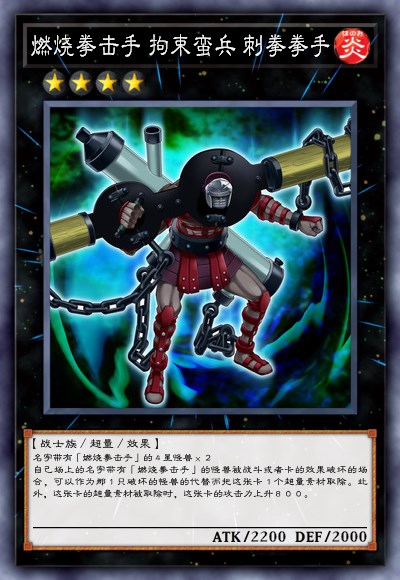 燃烧拳击手 拘束蛮兵 刺拳拳手
ほのお
炎
【战士族/超量/效果】
名字带有「燃烧拳击手」的4星怪兽×2
自己场上的名字带有「燃烧拳击手」的怪兽被战斗或者卡的效果破坏的场
合，可以作为那1只破坏的怪兽的代替而把这张卡1个超量素材取除。此
外，这张卡的超量素材被取除时，这张卡的攻击力上升800。
ATK/2200 DEF/2000